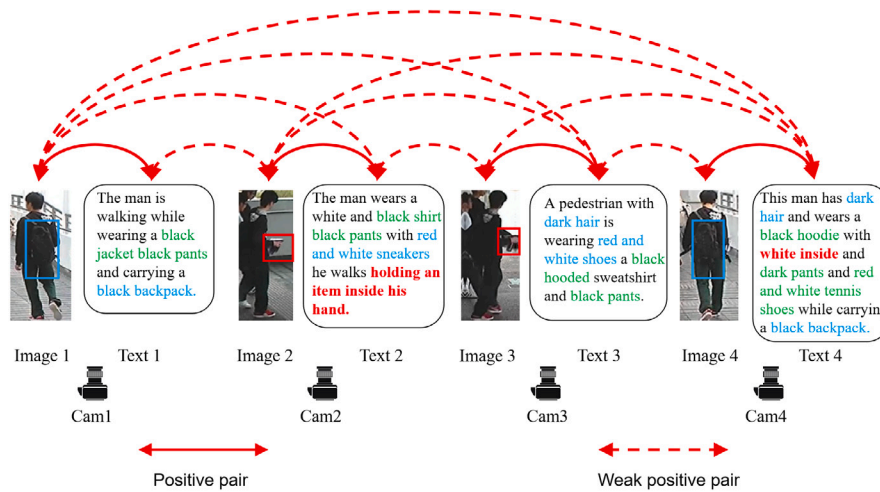 The man is
walking while
wearing a black
jacket black pants
and carrying a
black backpack.
The man wears a
white and black shirt
black pants with red
and white sneakers
he walks holding an
item inside his
hand.
A pedestrian with
dark hair is
wearing red and
white shoes a black
hooded sweatshirt
and black pants.
This man has dark
hair and wears a
black hoodie with
white inside and
dark pants and red
and white tennis
shoes while carryin
a black backpack.
Image 1 Text 1 Image 2 Text 2 Image 3 Text 3 Image 4 Text 4
Cam1 Cam2 Cam3 Cam4
Positive pair Weak positive pair